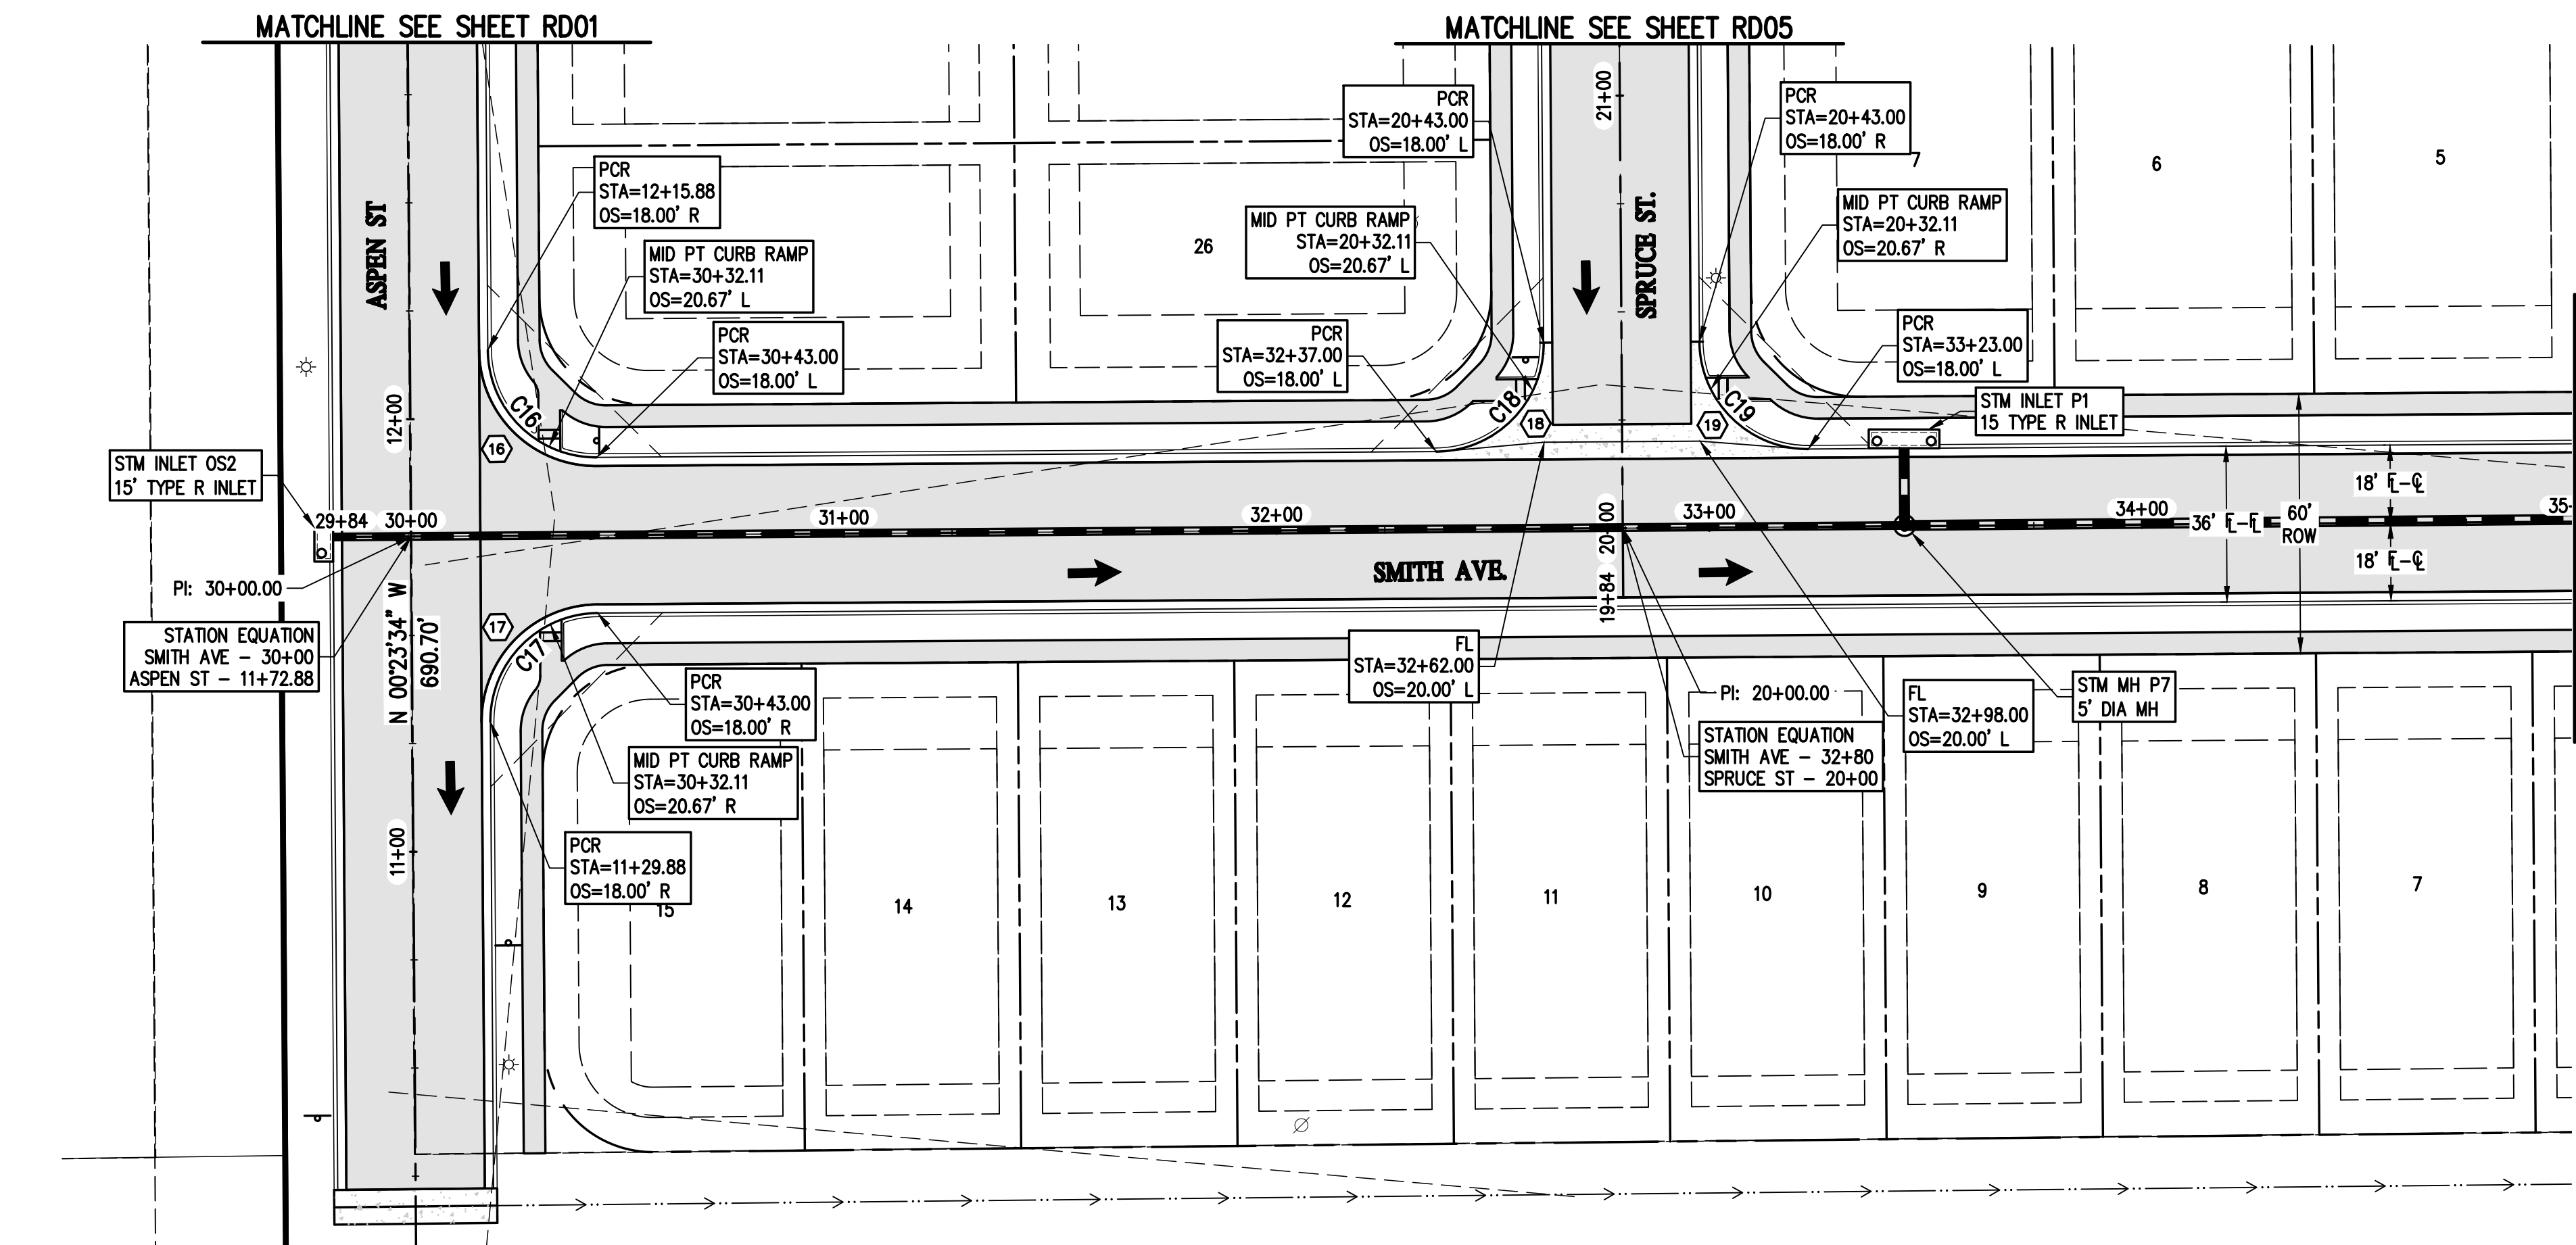 MATCHLINE SEE SHEET RD01
MATCHLINE SEE SHEET RD05
ASPEN ST
PCR
STA=12+15.88
OS=18.00' R
MID PT CURB RAMP
STA=30+32.11
OS=20.67' L
PCR
STA=30+43.00
OS=18.00' L
26
PCR
STA=20+43.00
OS=18.00' L
MID PT CURB RAMP
STA=20+32.11
OS=20.67' L
PCR
STA=32+37.00
OS=18.00' L
21+00
SPRUCE ST.
PCR
STA=20+43.00
OS=18.00' R
7
MID PT CURB RAMP
STA=20+32.11
OS=20.67' R
PCR
STA=33+23.00
OS=18.00' L
6
5
STM INLET P1
15 TYPE R INLET
12+00
C16
16
C18
18
C19
19
STM INLET OS2
15' TYPE R INLET
29+84
30+00
31+00
32+00
20+00
33+00
34+00
35-
36' FL-FL
60'
ROW
18' FL-CL
18' FL-CL
SMITH AVE.
19+84
PI: 30+00.00
STATION EQUATION
SMITH AVE - 30+00
ASPEN ST - 11+72.88
N 00°23'34" W
690.70'
17
C17
PCR
STA=30+43.00
OS=18.00' R
MID PT CURB RAMP
STA=30+32.11
OS=20.67' R
PCR
STA=11+29.88
OS=18.00' R
11+00
FL
STA=32+62.00
OS=20.00' L
PI: 20+00.00
STATION EQUATION
SMITH AVE - 32+80
SPRUCE ST - 20+00
FL
STA=32+98.00
OS=20.00' L
STM MH P7
5' DIA MH
15
14
13
12
11
10
9
8
7